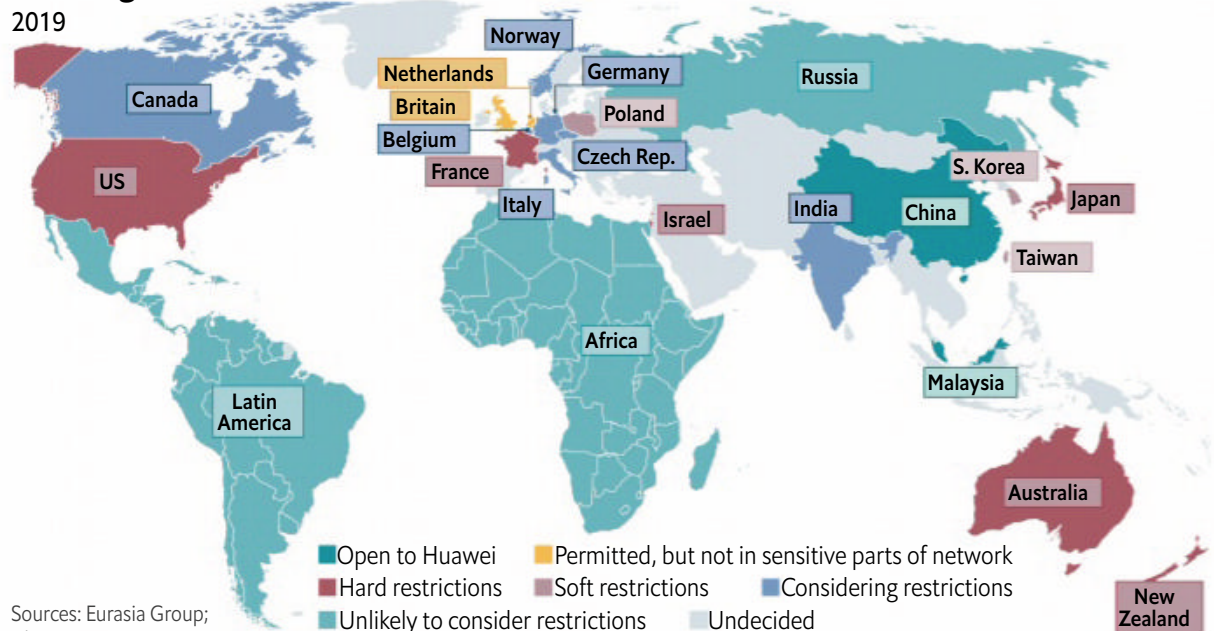 2019
Norway
Netherlands
Germany
Russia
Canada
Britain
Poland
Belgium
Czech Rep.
S. Korea
US
France
Japan
Italy
Israel
India
China
Taiwan
Africa
Malaysia
Latin
America
Australia
Open to Huawei
Permitted, but not in sensitive parts of network
Hard restrictions
Soft restrictions
Considering restrictions
Unlikely to consider restrictions
Undecided
New
Zealand
Sources: Eurasia Group;